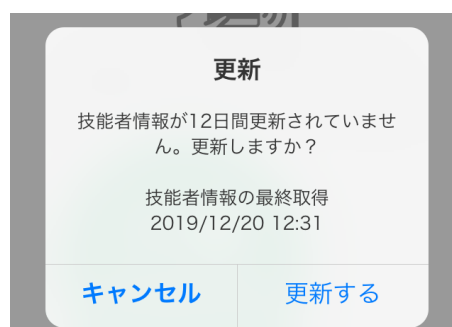 更新
技能者情報が12日間更新されていませ
ん。更新しますか？
技能者情報の最終取得
2019/12/20 12:31
キャンセル
更新する